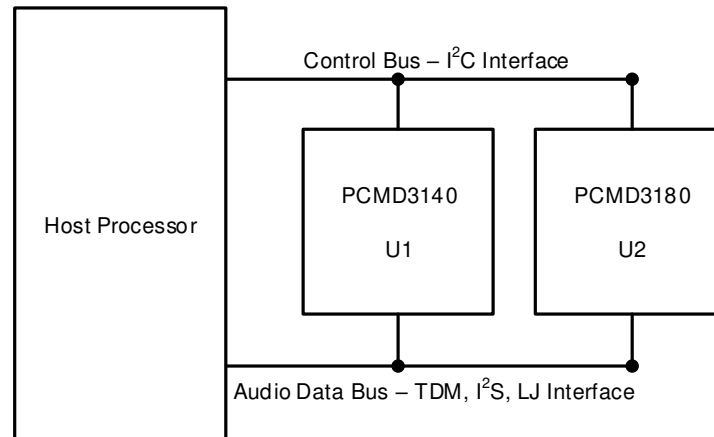 Control Bus – I²C Interface
Host Processor
PCMD3140
U1
PCMD3180
U2
Audio Data Bus – TDM, I²S, LJ Interface